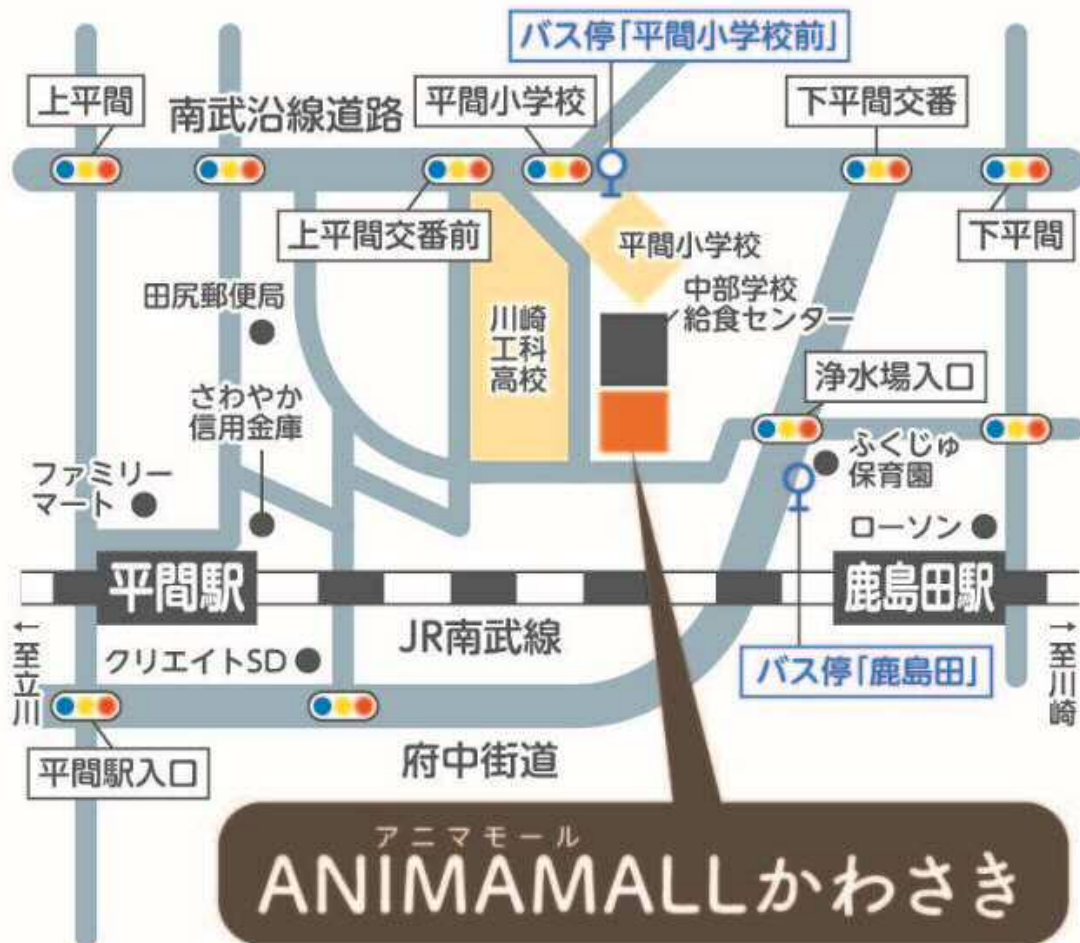 バス停「平間小学校前」
上平間
南武沿線道路
平間小学校
下平間交番
上平間交番前
平間小学校
下平間
田尻郵便局
中部学校
給食センター
川崎
工科
高校
さわやか
信用金庫
浄水場入口
ファミリー
マート
ふくじゅ
保育園
ローソン
平間駅
鹿島田駅
JR南武線
←至立川
クリエイトSD
バス停「鹿島田」
→至川崎
平間駅入口
府中街道
アニマモール
ANIMAMALLかわさき